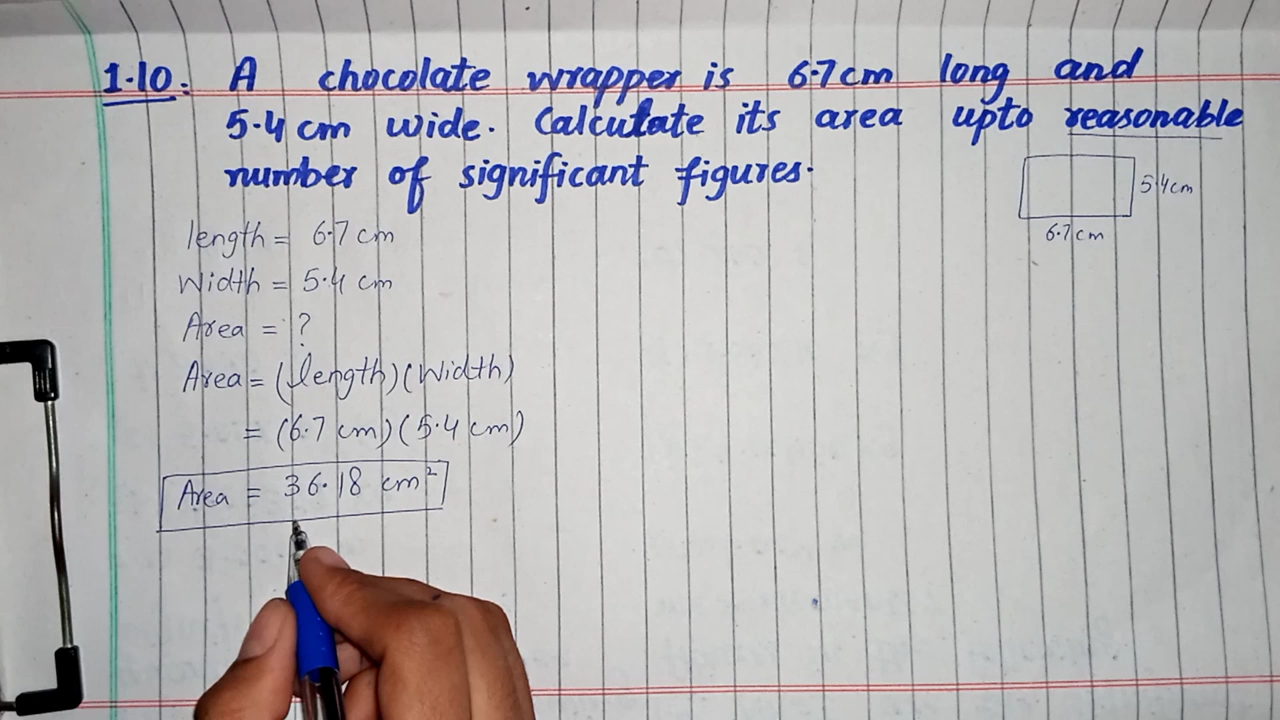 1.10: A chocolate wrapper is 6.7cm long and
5.4 cm wide. Calculate its area upto reasonable
number of significant figures.
5.4cm
6.7cm
length = 6.7 cm
Width = 5.4 cm
Area = ?
Area = (length)(Width)
= (6.7 cm)(5.4 cm)
Area = 36.18 cm²